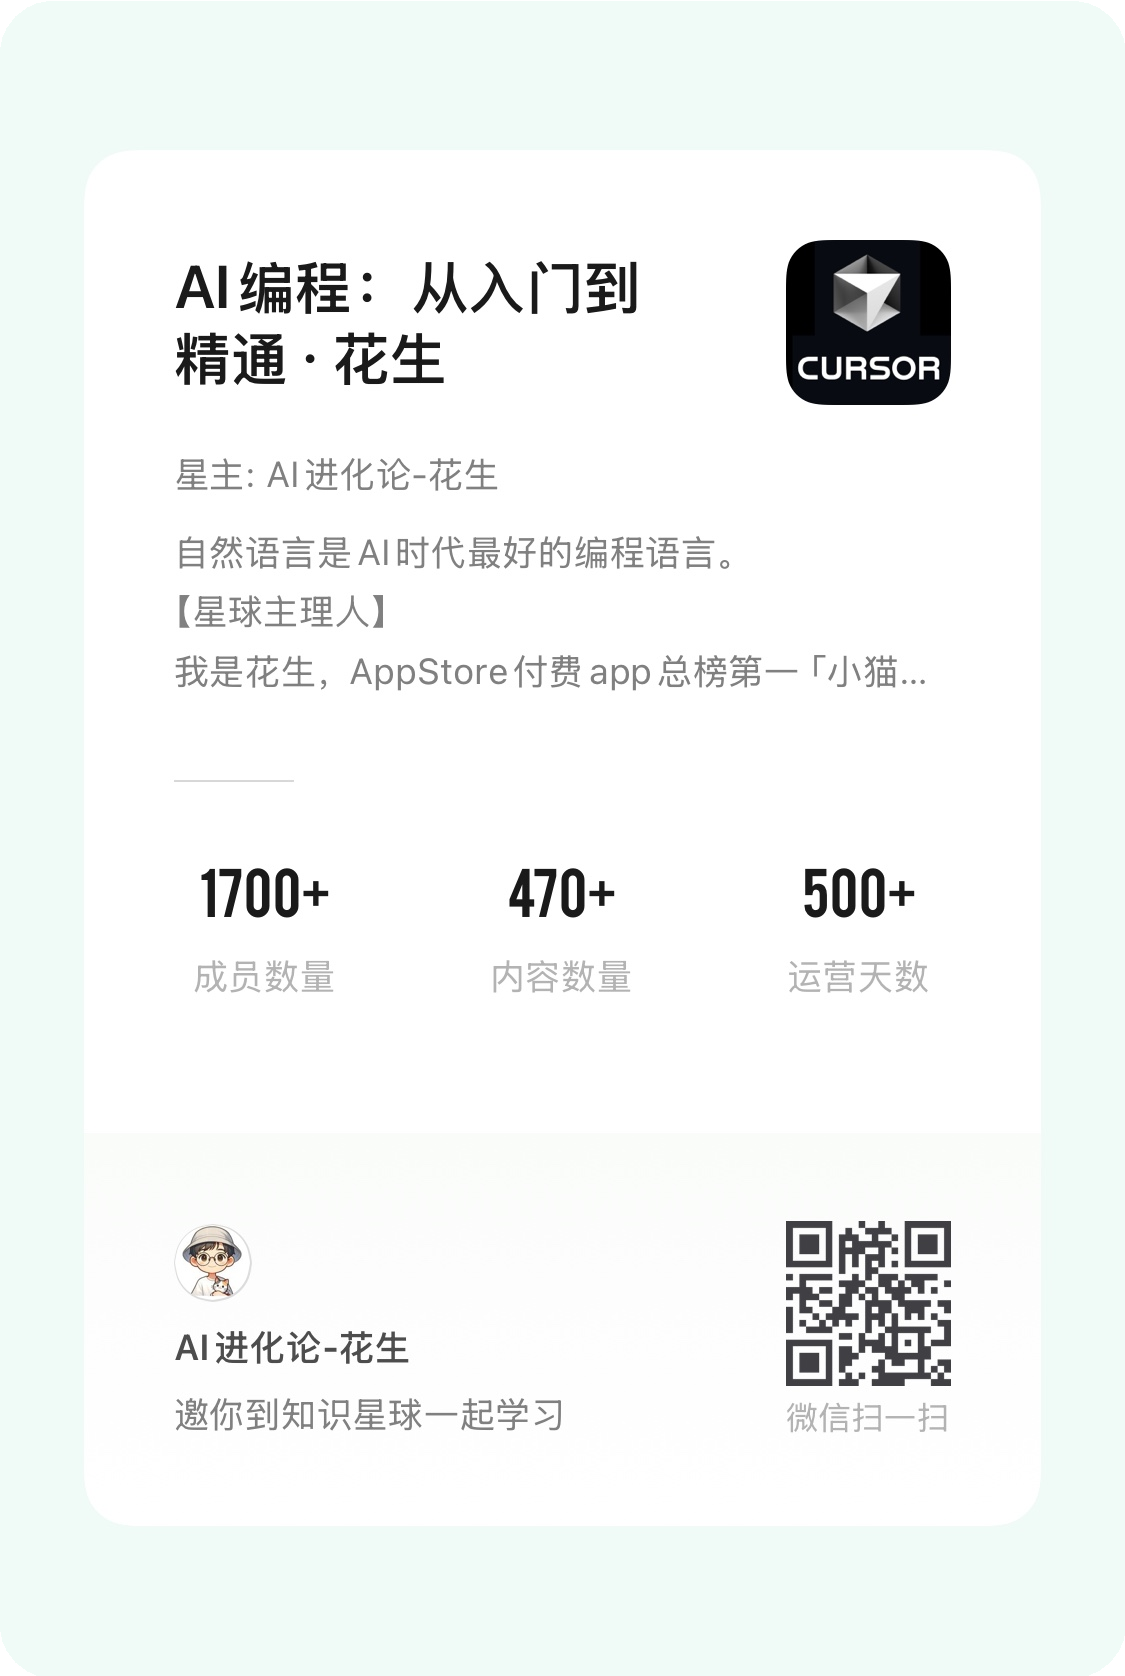 AI编程：从入门到
精通 · 花生
CURSOR
星主: AI进化论-花生
自然语言是AI时代最好的编程语言。
【星球主理人】
我是花生，AppStore付费app总榜第一「小猫...
1700+
470+
500+
成员数量
内容数量
运营天数
AI进化论-花生
邀你到知识星球一起学习
微信扫一扫